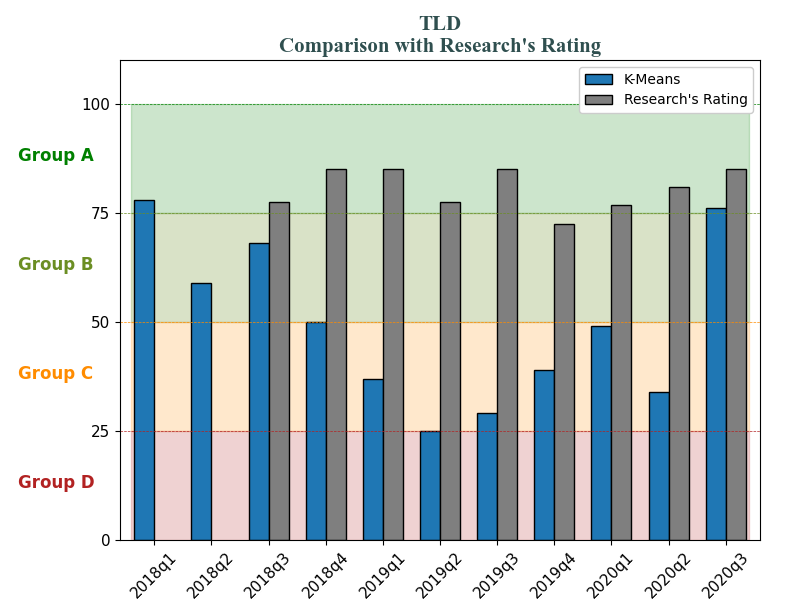 TLD
Comparison with Research's Rating
K-Means
Research's Rating
100
Group A
75
Group B
50
Group C
25
Group D
0
2018q1
2018q2
2018q3
2018q4
2019q1
2019q2
2019q3
2019q4
2020q1
2020q2
2020q3